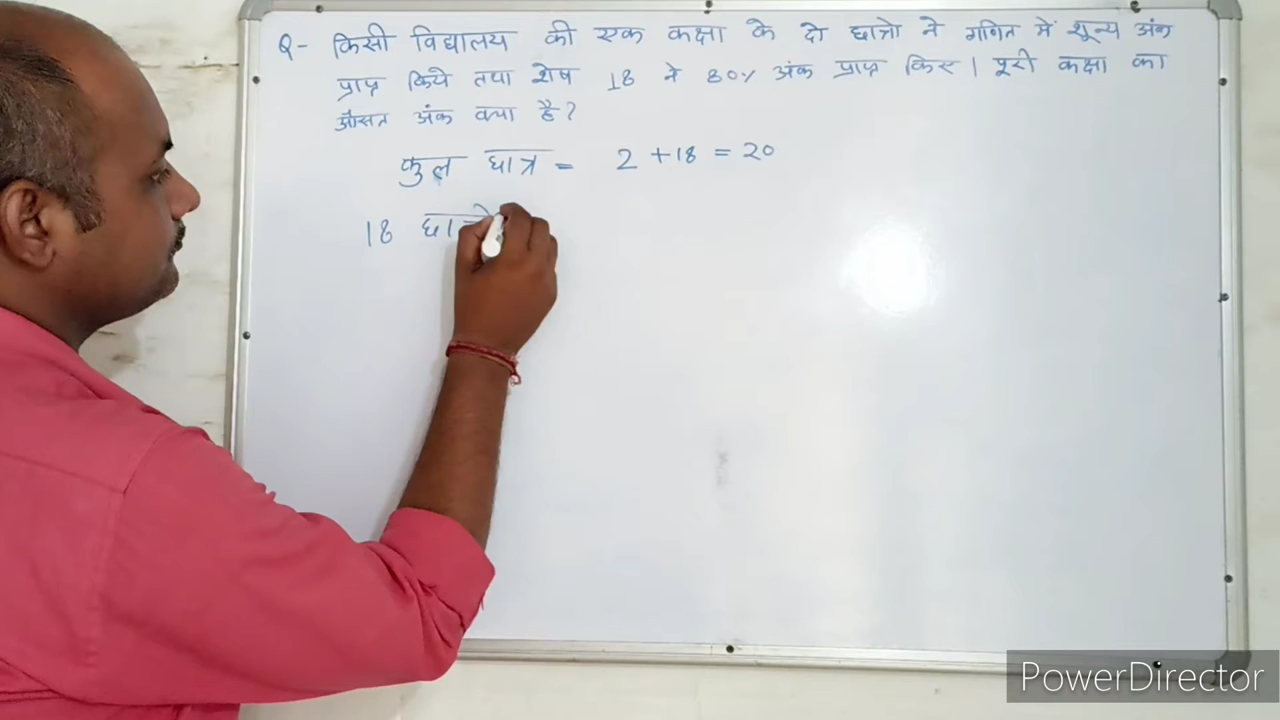 Q- किसी विद्यालय की एक कक्षा के दो छात्रो ने गणित में शून्य अंक
प्राप्त किये तथा शेष 18 ने 80% अंक प्राप्त किए। पूरी कक्षा का
औसत अंक क्या है?
कुल छात्र = 2 + 18 = 20
18 छात्रो
PowerDirector